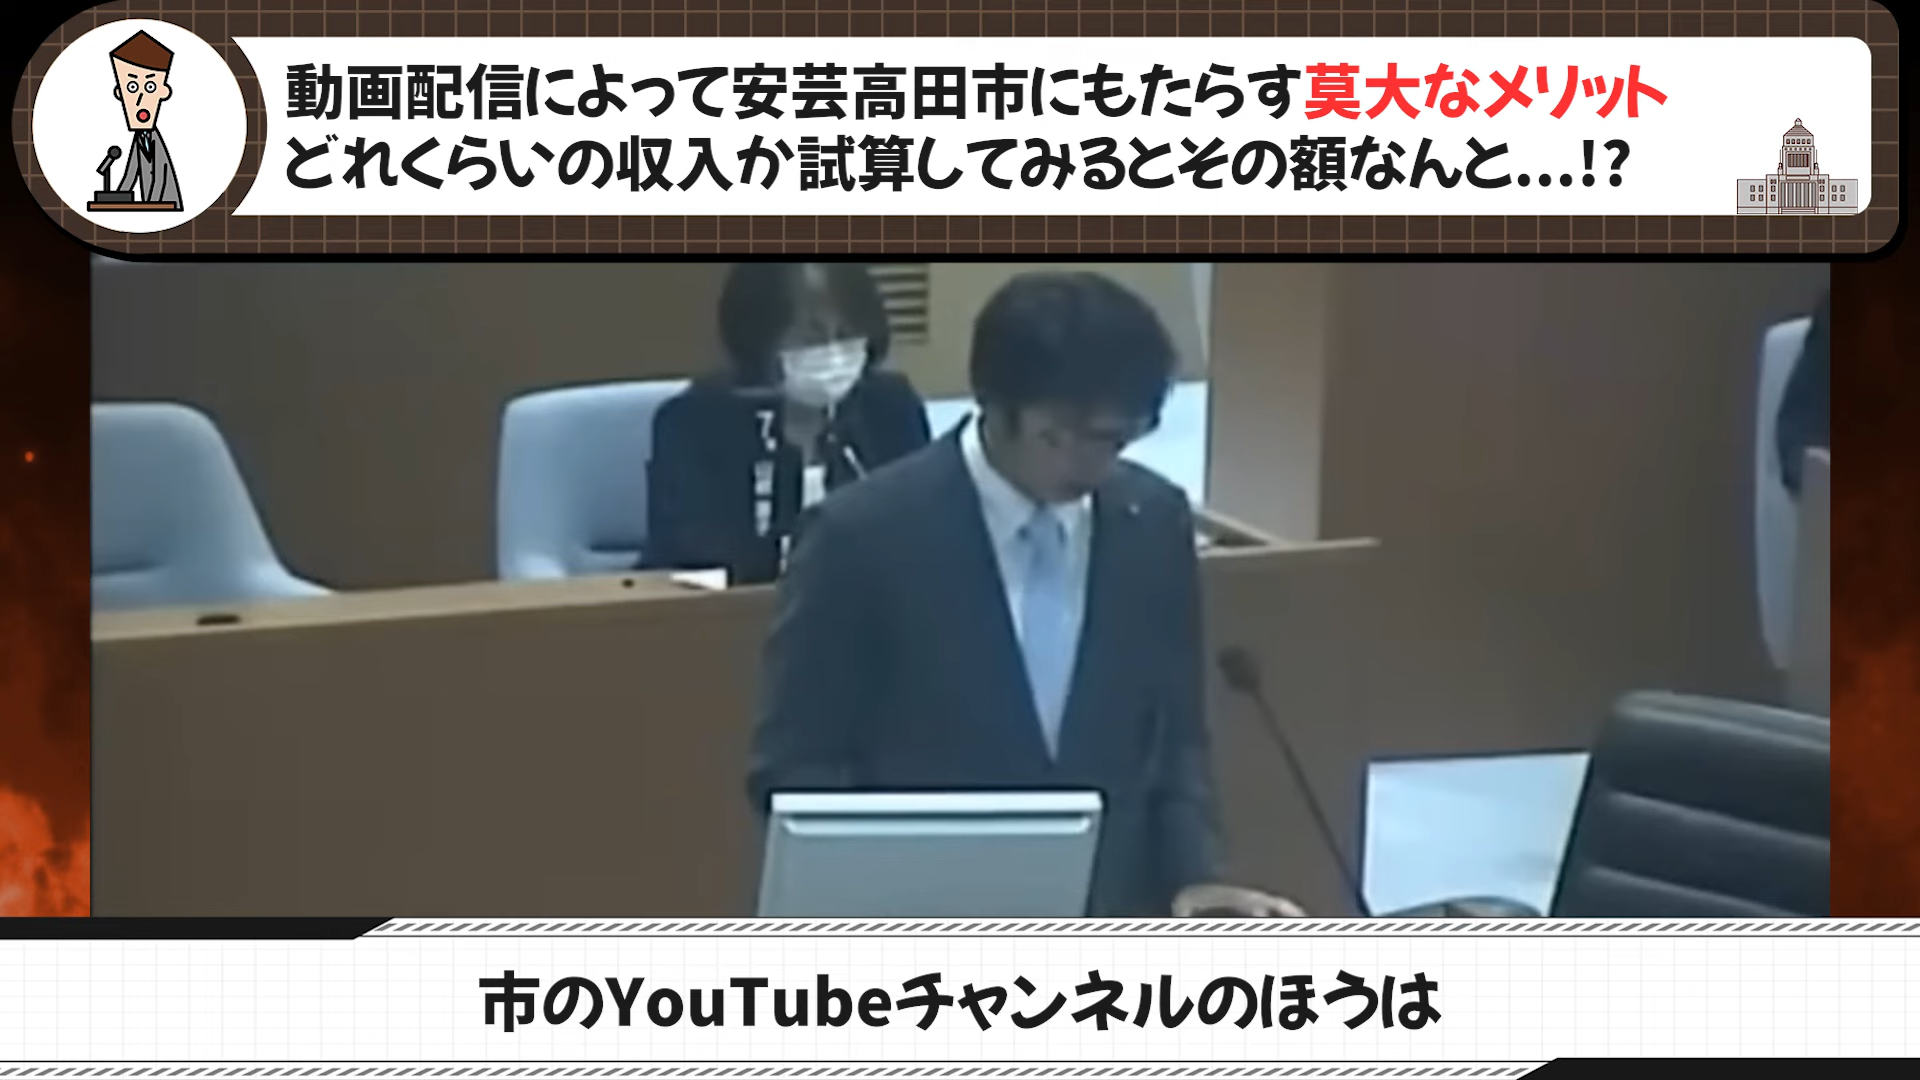 動画配信によって安芸高田市にもたらす莫大なメリット
どれくらいの収入か試算してみるとその額なんと...!?
市のYouTubeチャンネルのほうは